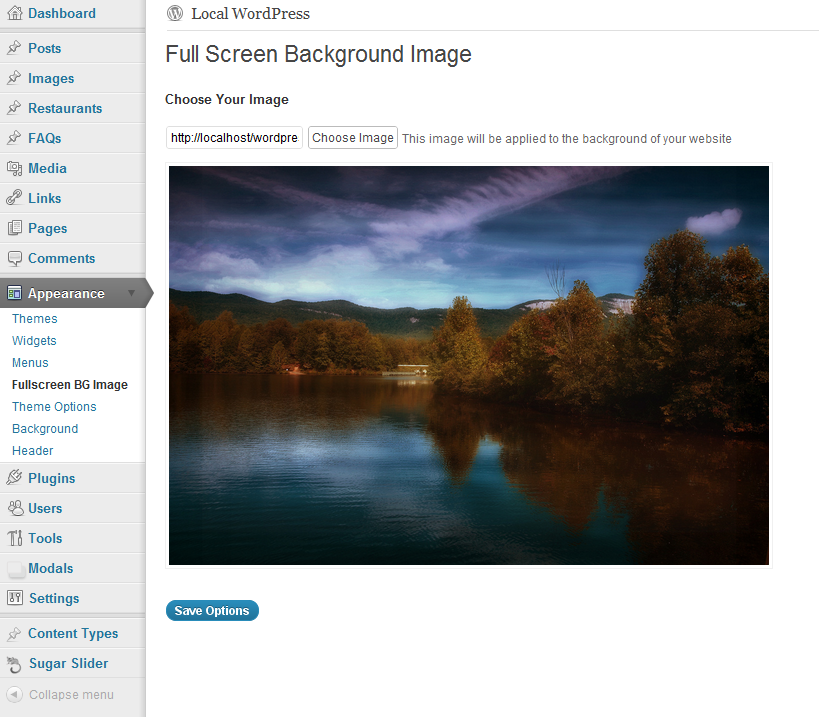 Dashboard
Posts
Images
Restaurants
FAQs
Media
Links
Pages
Comments
Appearance
Themes
Widgets
Menus
Fullscreen BG Image
Theme Options
Background
Header
Plugins
Users
Tools
Modals
Settings
Content Types
Sugar Slider
Collapse menu
Local WordPress
Full Screen Background Image
Choose Your Image
http://localhost/wordpre Choose Image This image will be applied to the background of your website
Save Options